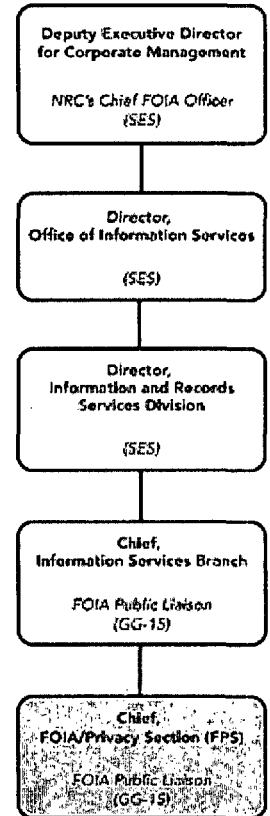 Deputy Executive Director
for Corporate Management
NRC's Chief FOIA Officer
(SES)
Director,
Office of Information Services
(SES)
Director,
Information and Records
Services Division
(SES)
Chief,
Information Services Branch
FOIA Public Liaison
(GG-15)
Chief,
FOIA/Privacy Section (FPS)
FOIA Public Liaison
(GG-15)